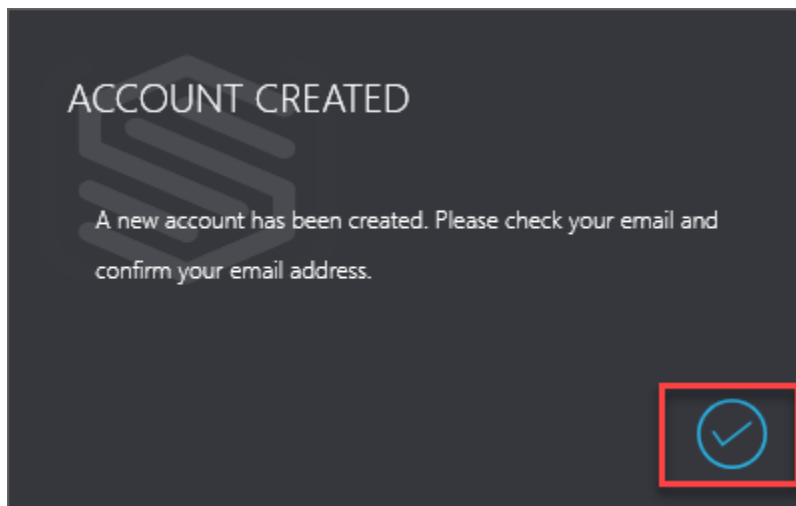 ACCOUNT CREATED
A new account has been created. Please check your email and
confirm your email address.